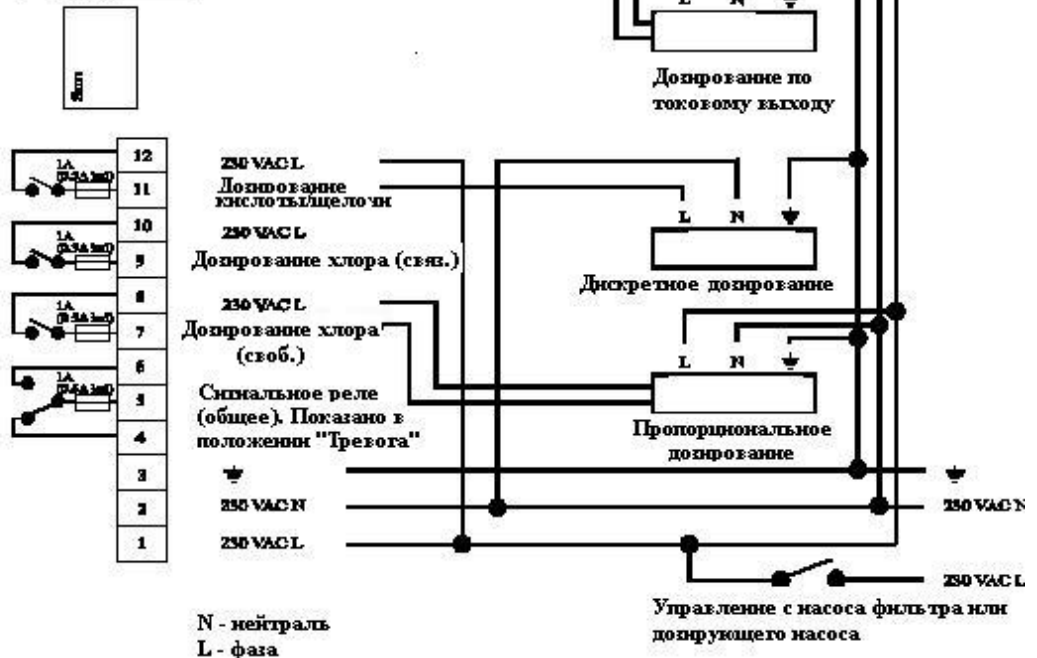 L N
Дозирование по
токовому выходу
12
1A
230 VAC L
11
Дозирование
кислоты/щелочи
L N
10
1A
230 VAC L
9
Дозирование хлора (связ.)
Дискретное дозирование
8
1A
230 VAC L
7
Дозирование хлора
(своб.)
L N
6
1A
5
Сигнальное реле
(общее). Показано в
положении "Тревога"
4
Пропорциональное
дозирование
3
2
230 VAC N
230 VAC N
1
230 VAC L
230 VAC L
Управление с насоса фильтра или
дозирующего насоса
N - нейтраль
L - фаза